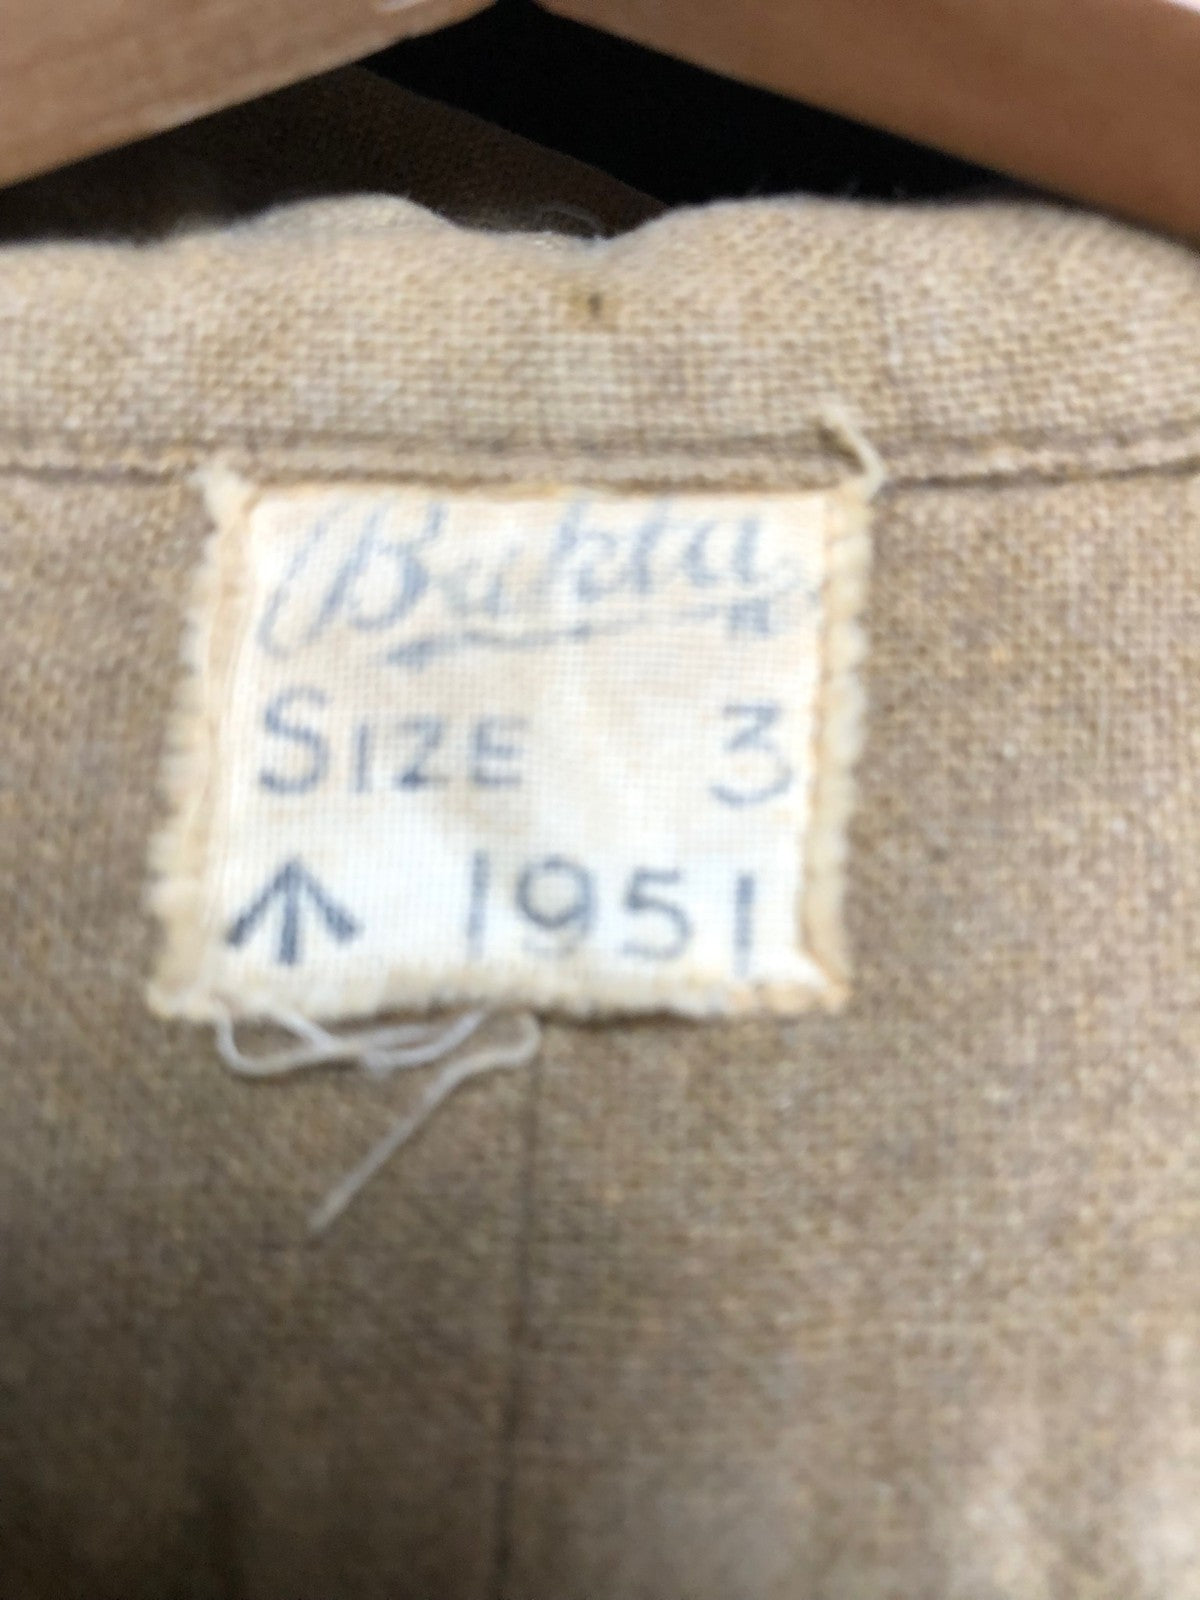 Bukta
SIZE 3
↑ 1951